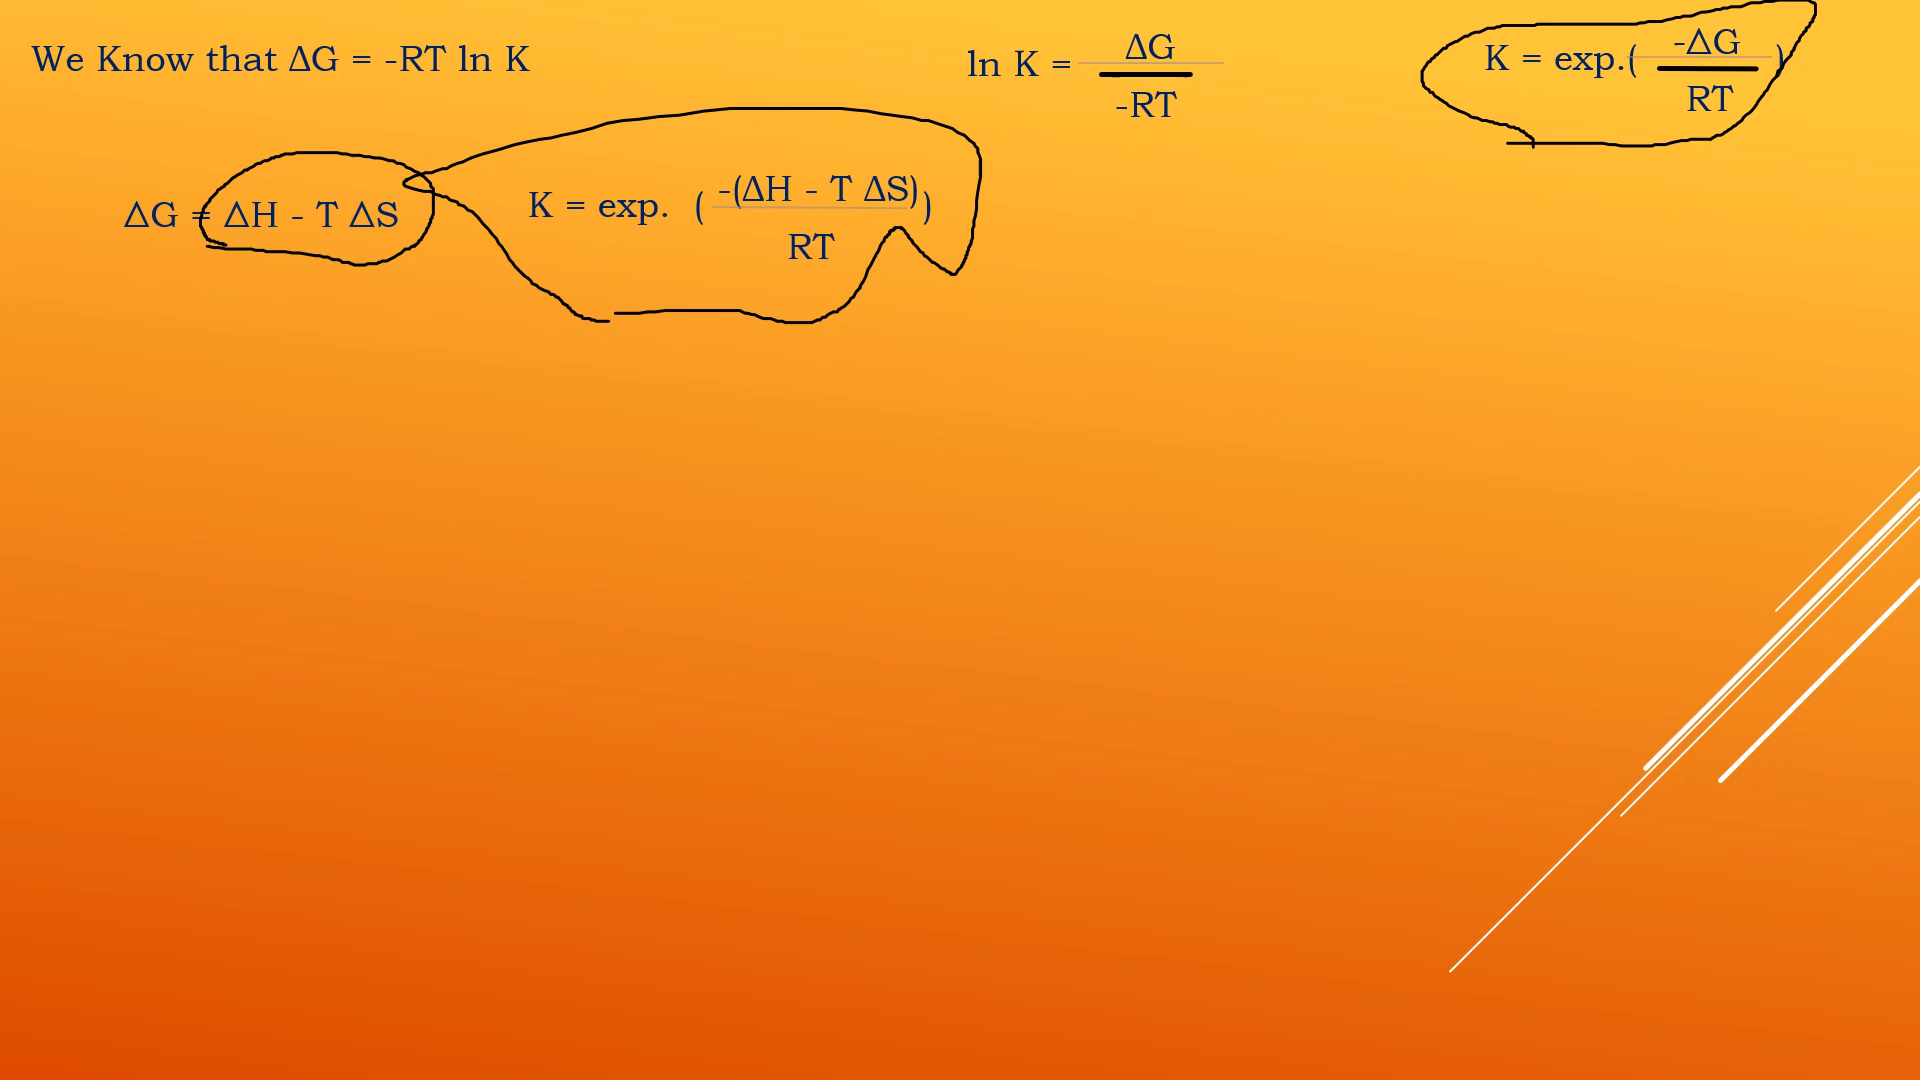 We Know that ΔG = -RT ln K
ln K = ΔG
-RT
K = exp.( -ΔG )
RT
ΔG = ΔH - T ΔS
K = exp. ( -(ΔH - T ΔS) )
RT